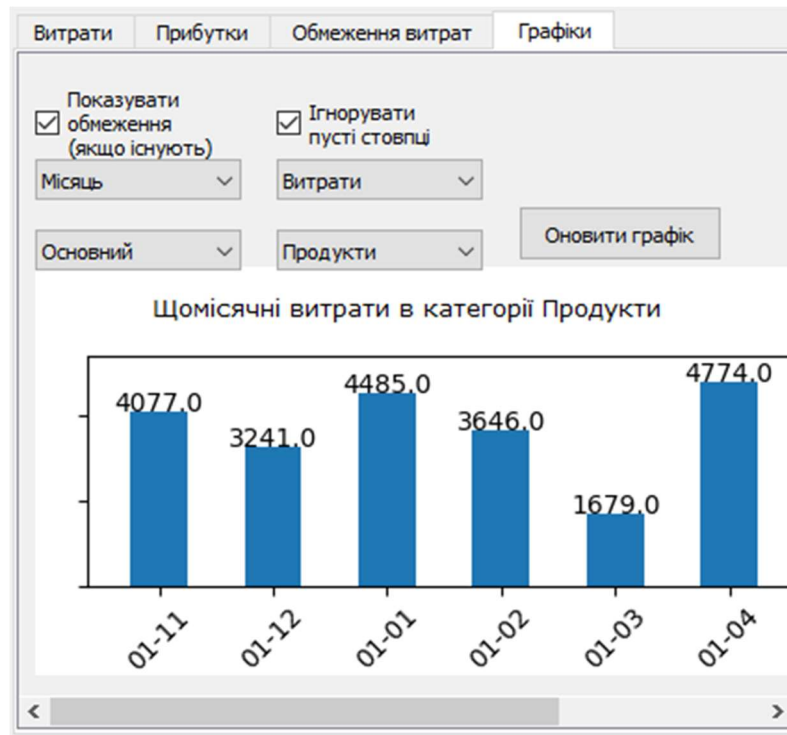 Витрати Прибутки Обмеження витрат Графіки
Показувати
обмеження
(якщо існують)
Ігнорувати
пусті стовпці
Місяць Витрати
Основний Продукти Оновити графік
Щомісячні витрати в категорії Продукти
4077.0 3241.0 4485.0 3646.0 1679.0 4774.0
01-11 01-12 01-01 01-02 01-03 01-04